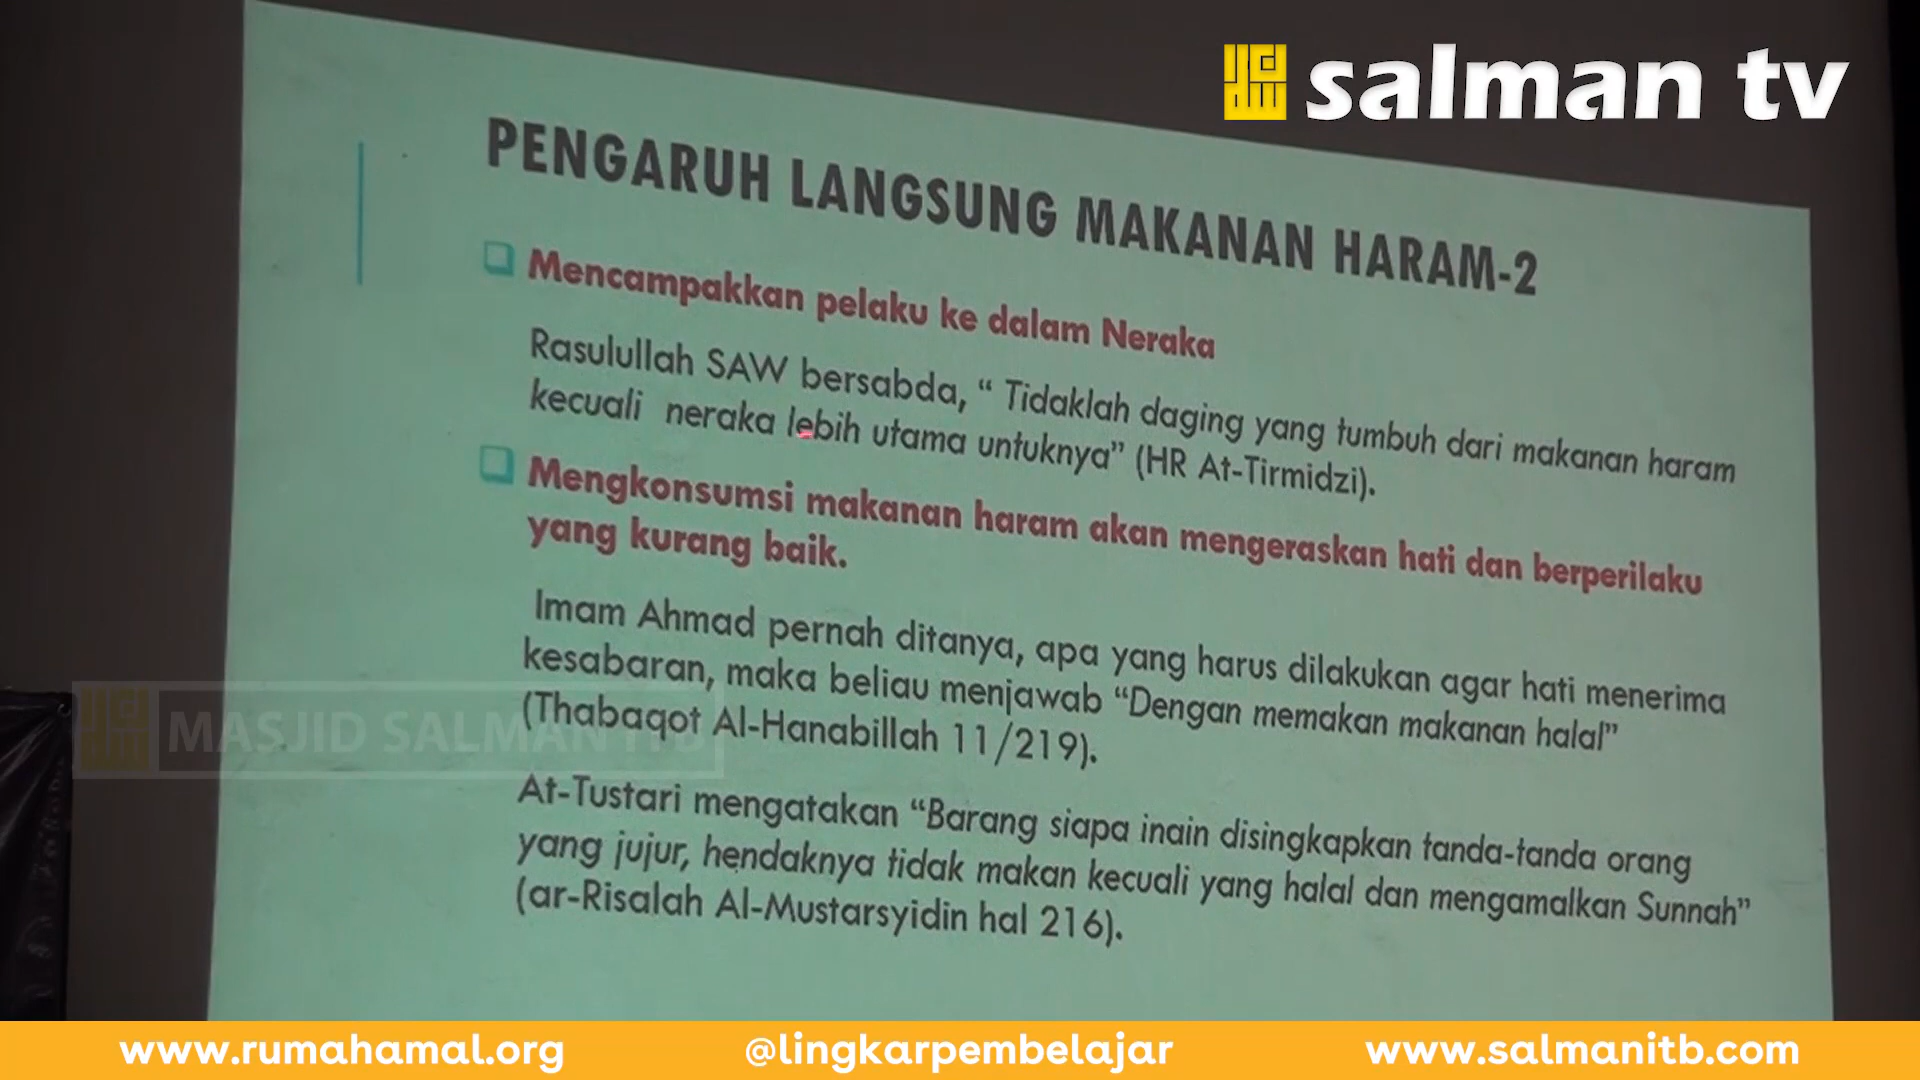 salman tv
PENGARUH LANGSUNG MAKANAN HARAM-2
Mencampakkan pelaku ke dalam Neraka
Rasulullah SAW bersabda, “ Tidaklah daging yang tumbuh dari makanan haram
kecuali neraka lebih utama untuknya” (HR At-Tirmidzi).
Mengkonsumsi makanan haram akan mengeraskan hati dan berperilaku
yang kurang baik.
Imam Ahmad pernah ditanya, apa yang harus dilakukan agar hati menerima
kesabaran, maka beliau menjawab “Dengan memakan makanan halal”
(Thabaqot Al-Hanabillah 11/219).
At-Tustari mengatakan “Barang siapa inain disingkapkan tanda-tanda orang
yang jujur, hendaknya tidak makan kecuali yang halal dan mengamalkan Sunnah”
(ar-Risalah Al-Mustarsyidin hal 216).
MASJID SALMAN ITB
www.rumahamal.org @lingkarpembelajar www.salmanitb.com